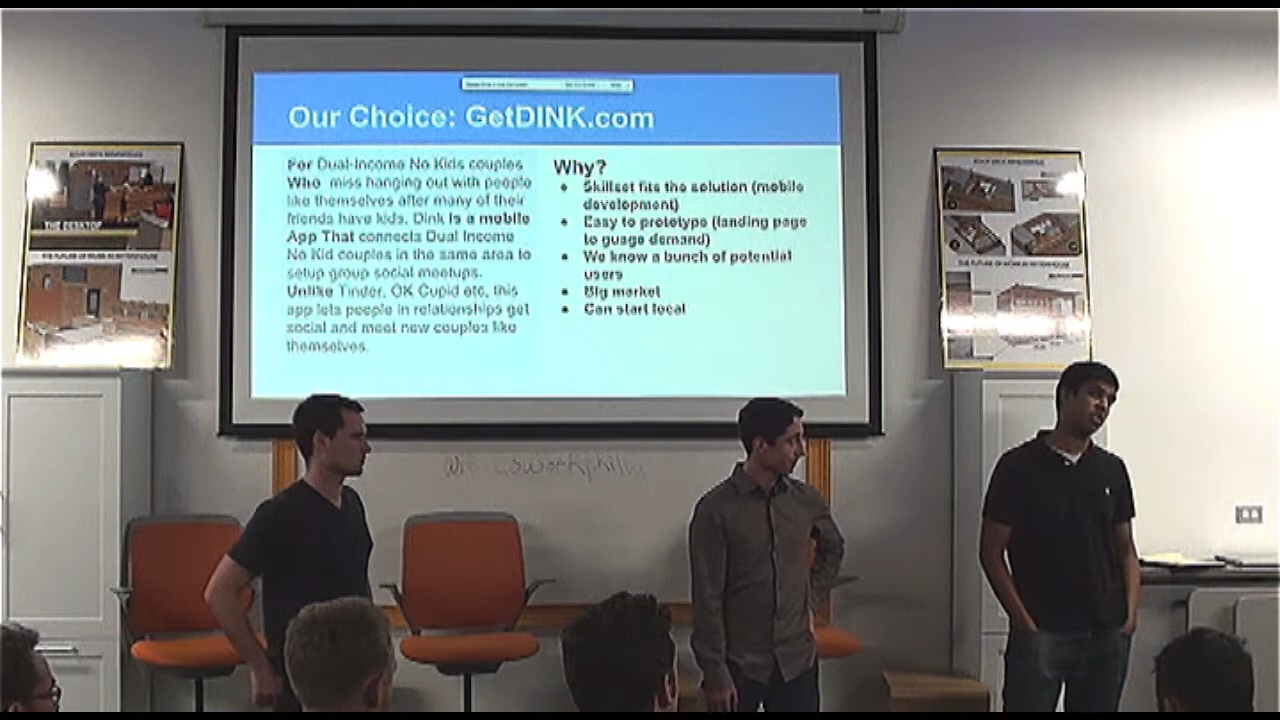 Our Choice: GetDINK.com
For Dual-Income No Kids couples
Who miss hanging out with people
like themselves after many of their
friends have kids. Dink is a mobile
App That connects Dual Income
No Kid couples in the same area to
setup group social meetups.
Unlike Tinder, OK Cupid etc, this
app lets people in relationships get
social and meet new couples like
themselves.
Why?
● Skillset fits the solution (mobile
development)
● Easy to prototype (landing page
to guage demand)
● We know a bunch of potential
users
● Big market
● Can start local
THE DESKTOP